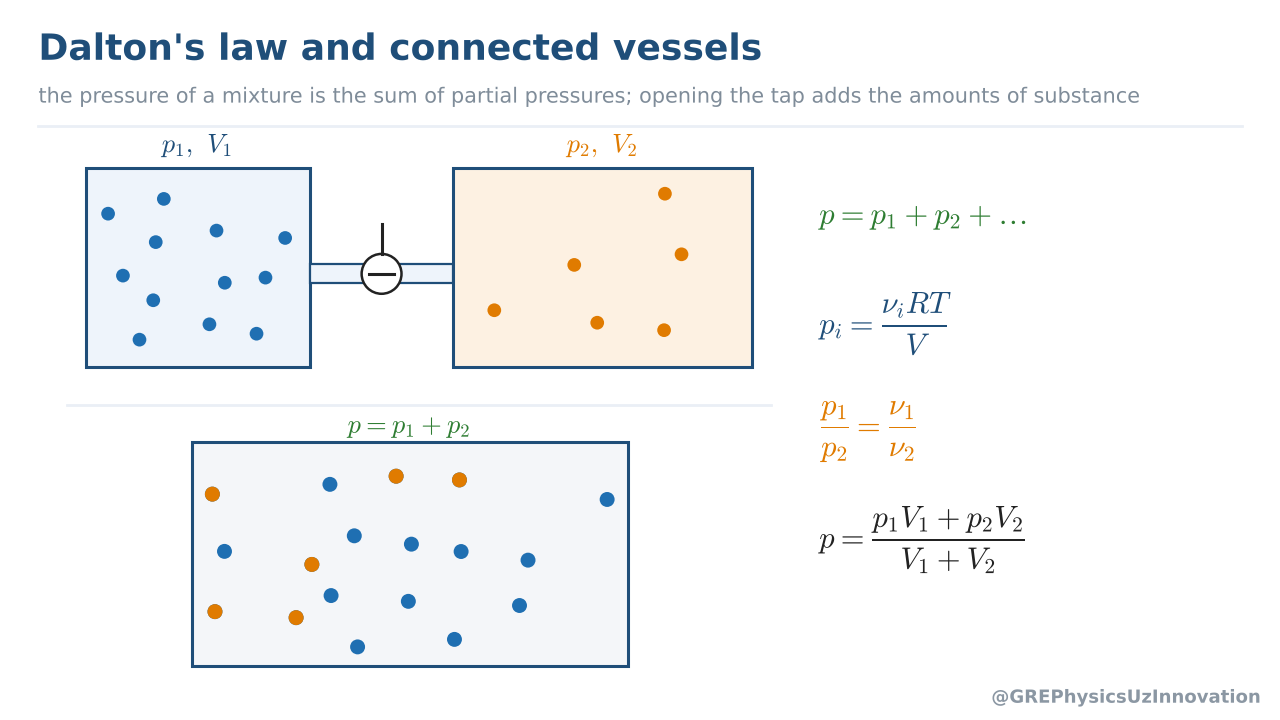 Dalton's law and connected vessels
the pressure of a mixture is the sum of partial pressures; opening the tap adds the amounts of substance
p₁, V₁
p₂, V₂
p = p₁ + p₂ + …
pᵢ = νᵢRT / V
p₁ / p₂ = ν₁ / ν₂
p = p₁ + p₂
p = (p₁V₁ + p₂V₂) / (V₁ + V₂)
@GREPhysicsUzInnovation